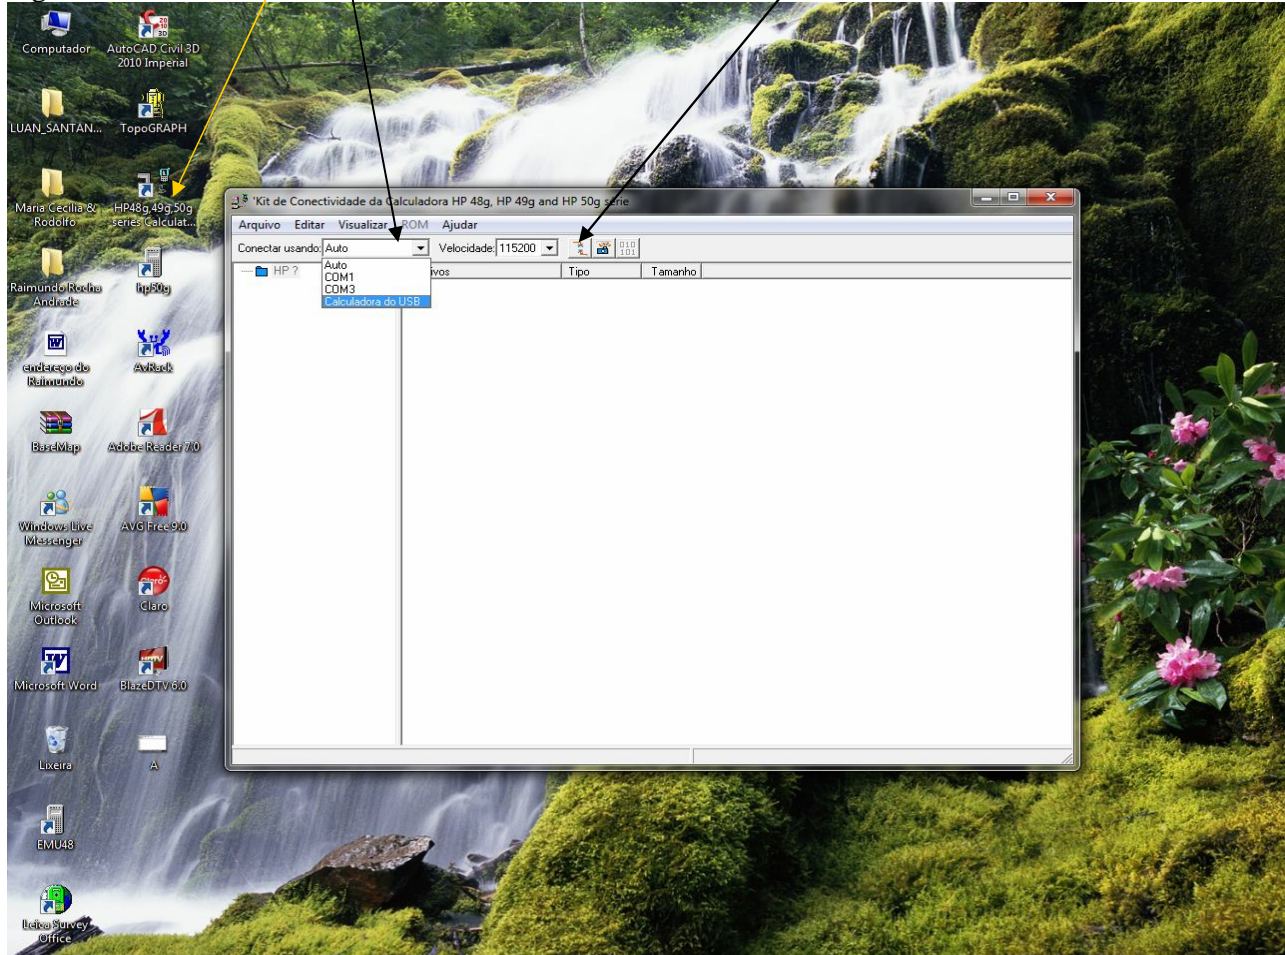 Computador
AutoCAD Civil 3D
2010 Imperial
LUAN_SANTAN...
TopoGRAPH
Maria Cecilia &
Rodolfo
HP48g,49g,50g
series Calculat...
Raimundo Rocha
Andrade
hp50g
endereço do
Raimundo
AvRack
BaseMap
Adobe Reader 7.0
Windows Live
Messenger
AVG Free 9.0
Microsoft
Outlook
Claro
Microsoft Word
BlazeDTV 6.0
Lixeira
A
EMU48
Leica Survey
Office
'Kit de Conectividade da Calculadora HP 48g, HP 49g and HP 50g serie
Arquivo Editar Visualizar ROM Ajudar
Conectar usando: Auto Velocidade: 115200
HP ?
Tipo Tamanho
Auto
COM1
COM3
Calculadora do USB